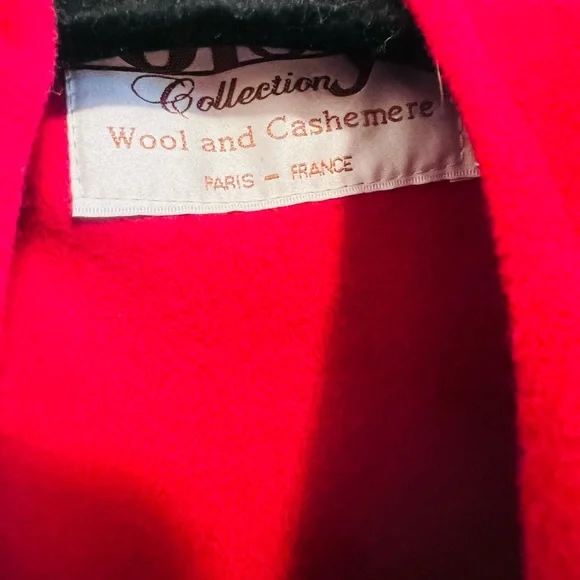 Collection
Wool and Cashemere
PARIS – FRANCE